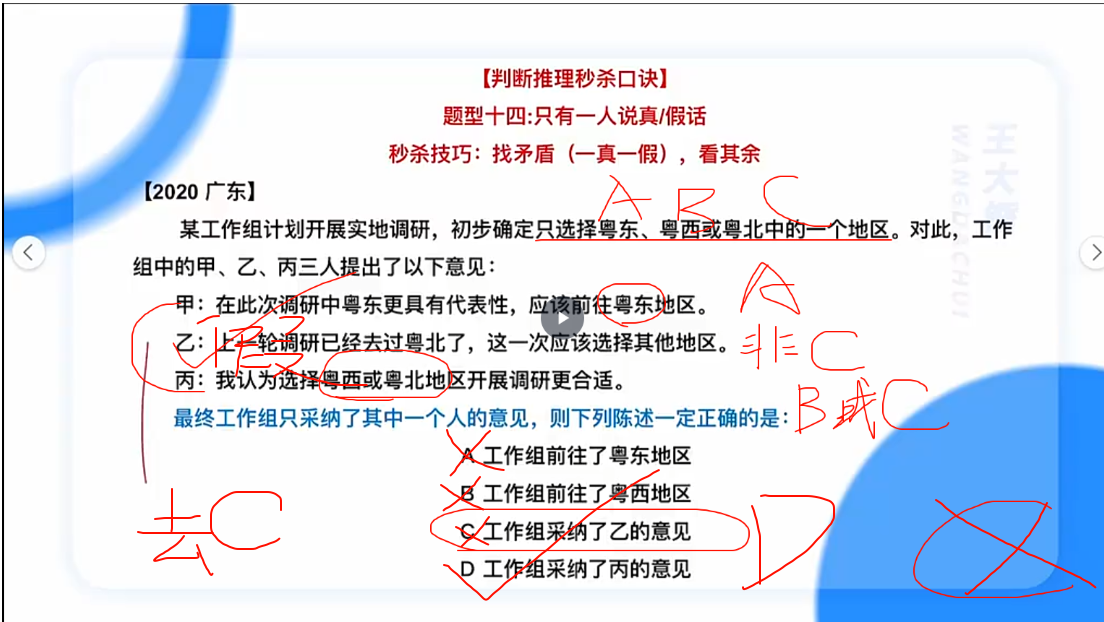 【判断推理秒杀口诀】
题型十四:只有一人说真/假话
秒杀技巧：找矛盾（一真一假），看其余
【2020 广东】
A B C
某工作组计划开展实地调研，初步确定只选择粤东、粤西或粤北中的一个地区。对此，工作
组中的甲、乙、丙三人提出了以下意见：
甲：在此次调研中粤东更具有代表性，应该前往粤东地区。 A
乙：上一轮调研已经去过粤北了，这一次应该选择其他地区。 非C
丙：我认为选择粤西或粤北地区开展调研更合适。
B或C
最终工作组只采纳了其中一个人的意见，则下列陈述一定正确的是：
A 工作组前往了粤东地区
B 工作组前往了粤西地区
C 工作组采纳了乙的意见
D 工作组采纳了丙的意见
去C
D
王大
WANGDACHUI